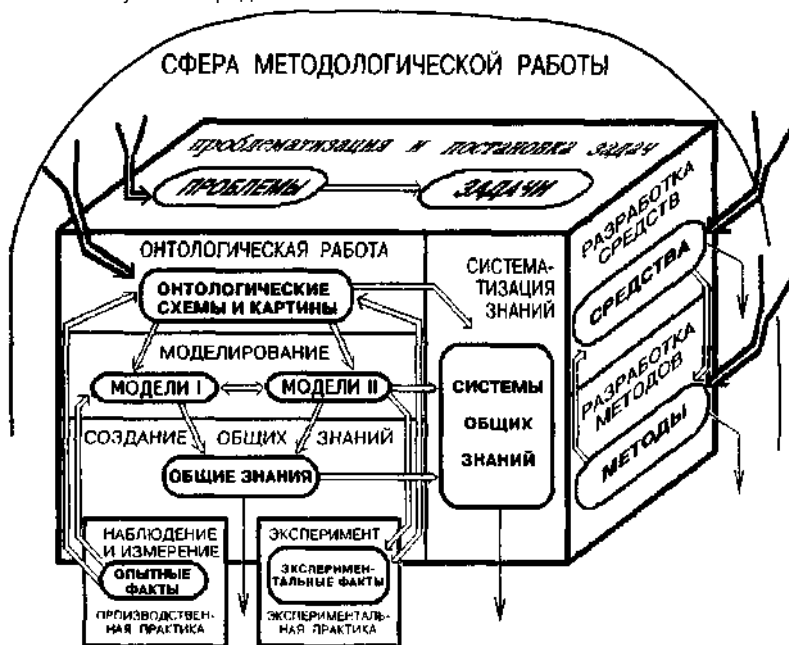 СФЕРА МЕТОДОЛОГИЧЕСКОЙ РАБОТЫ
проблематизация и постановка задач
ПРОБЛЕМЫ
ЗАДАЧИ
ОНТОЛОГИЧЕСКАЯ РАБОТА
ОНТОЛОГИЧЕСКИЕ
СХЕМЫ И КАРТИНЫ
МОДЕЛИРОВАНИЕ
МОДЕЛИ I
МОДЕЛИ II
СОЗДАНИЕ ОБЩИХ ЗНАНИЙ
ОБЩИЕ ЗНАНИЯ
НАБЛЮДЕНИЕ
И ИЗМЕРЕНИЕ
ОПЫТНЫЕ
ФАКТЫ
ПРОИЗВОДСТВЕН-
НАЯ ПРАКТИКА
ЭКСПЕРИМЕНТ
ЭКСПЕРИМЕН-
ТАЛЬНЫЕ ФАКТЫ
ЭКСПЕРИМЕНТАЛЬ-
НАЯ ПРАКТИКА
СИСТЕМА-
ТИЗАЦИЯ
ЗНАНИЙ
СИСТЕМЫ
ОБЩИХ
ЗНАНИЙ
РАЗРАБОТКА
СРЕДСТВ
СРЕДСТВА
РАЗРАБОТКА
МЕТОДОВ
МЕТОДЫ